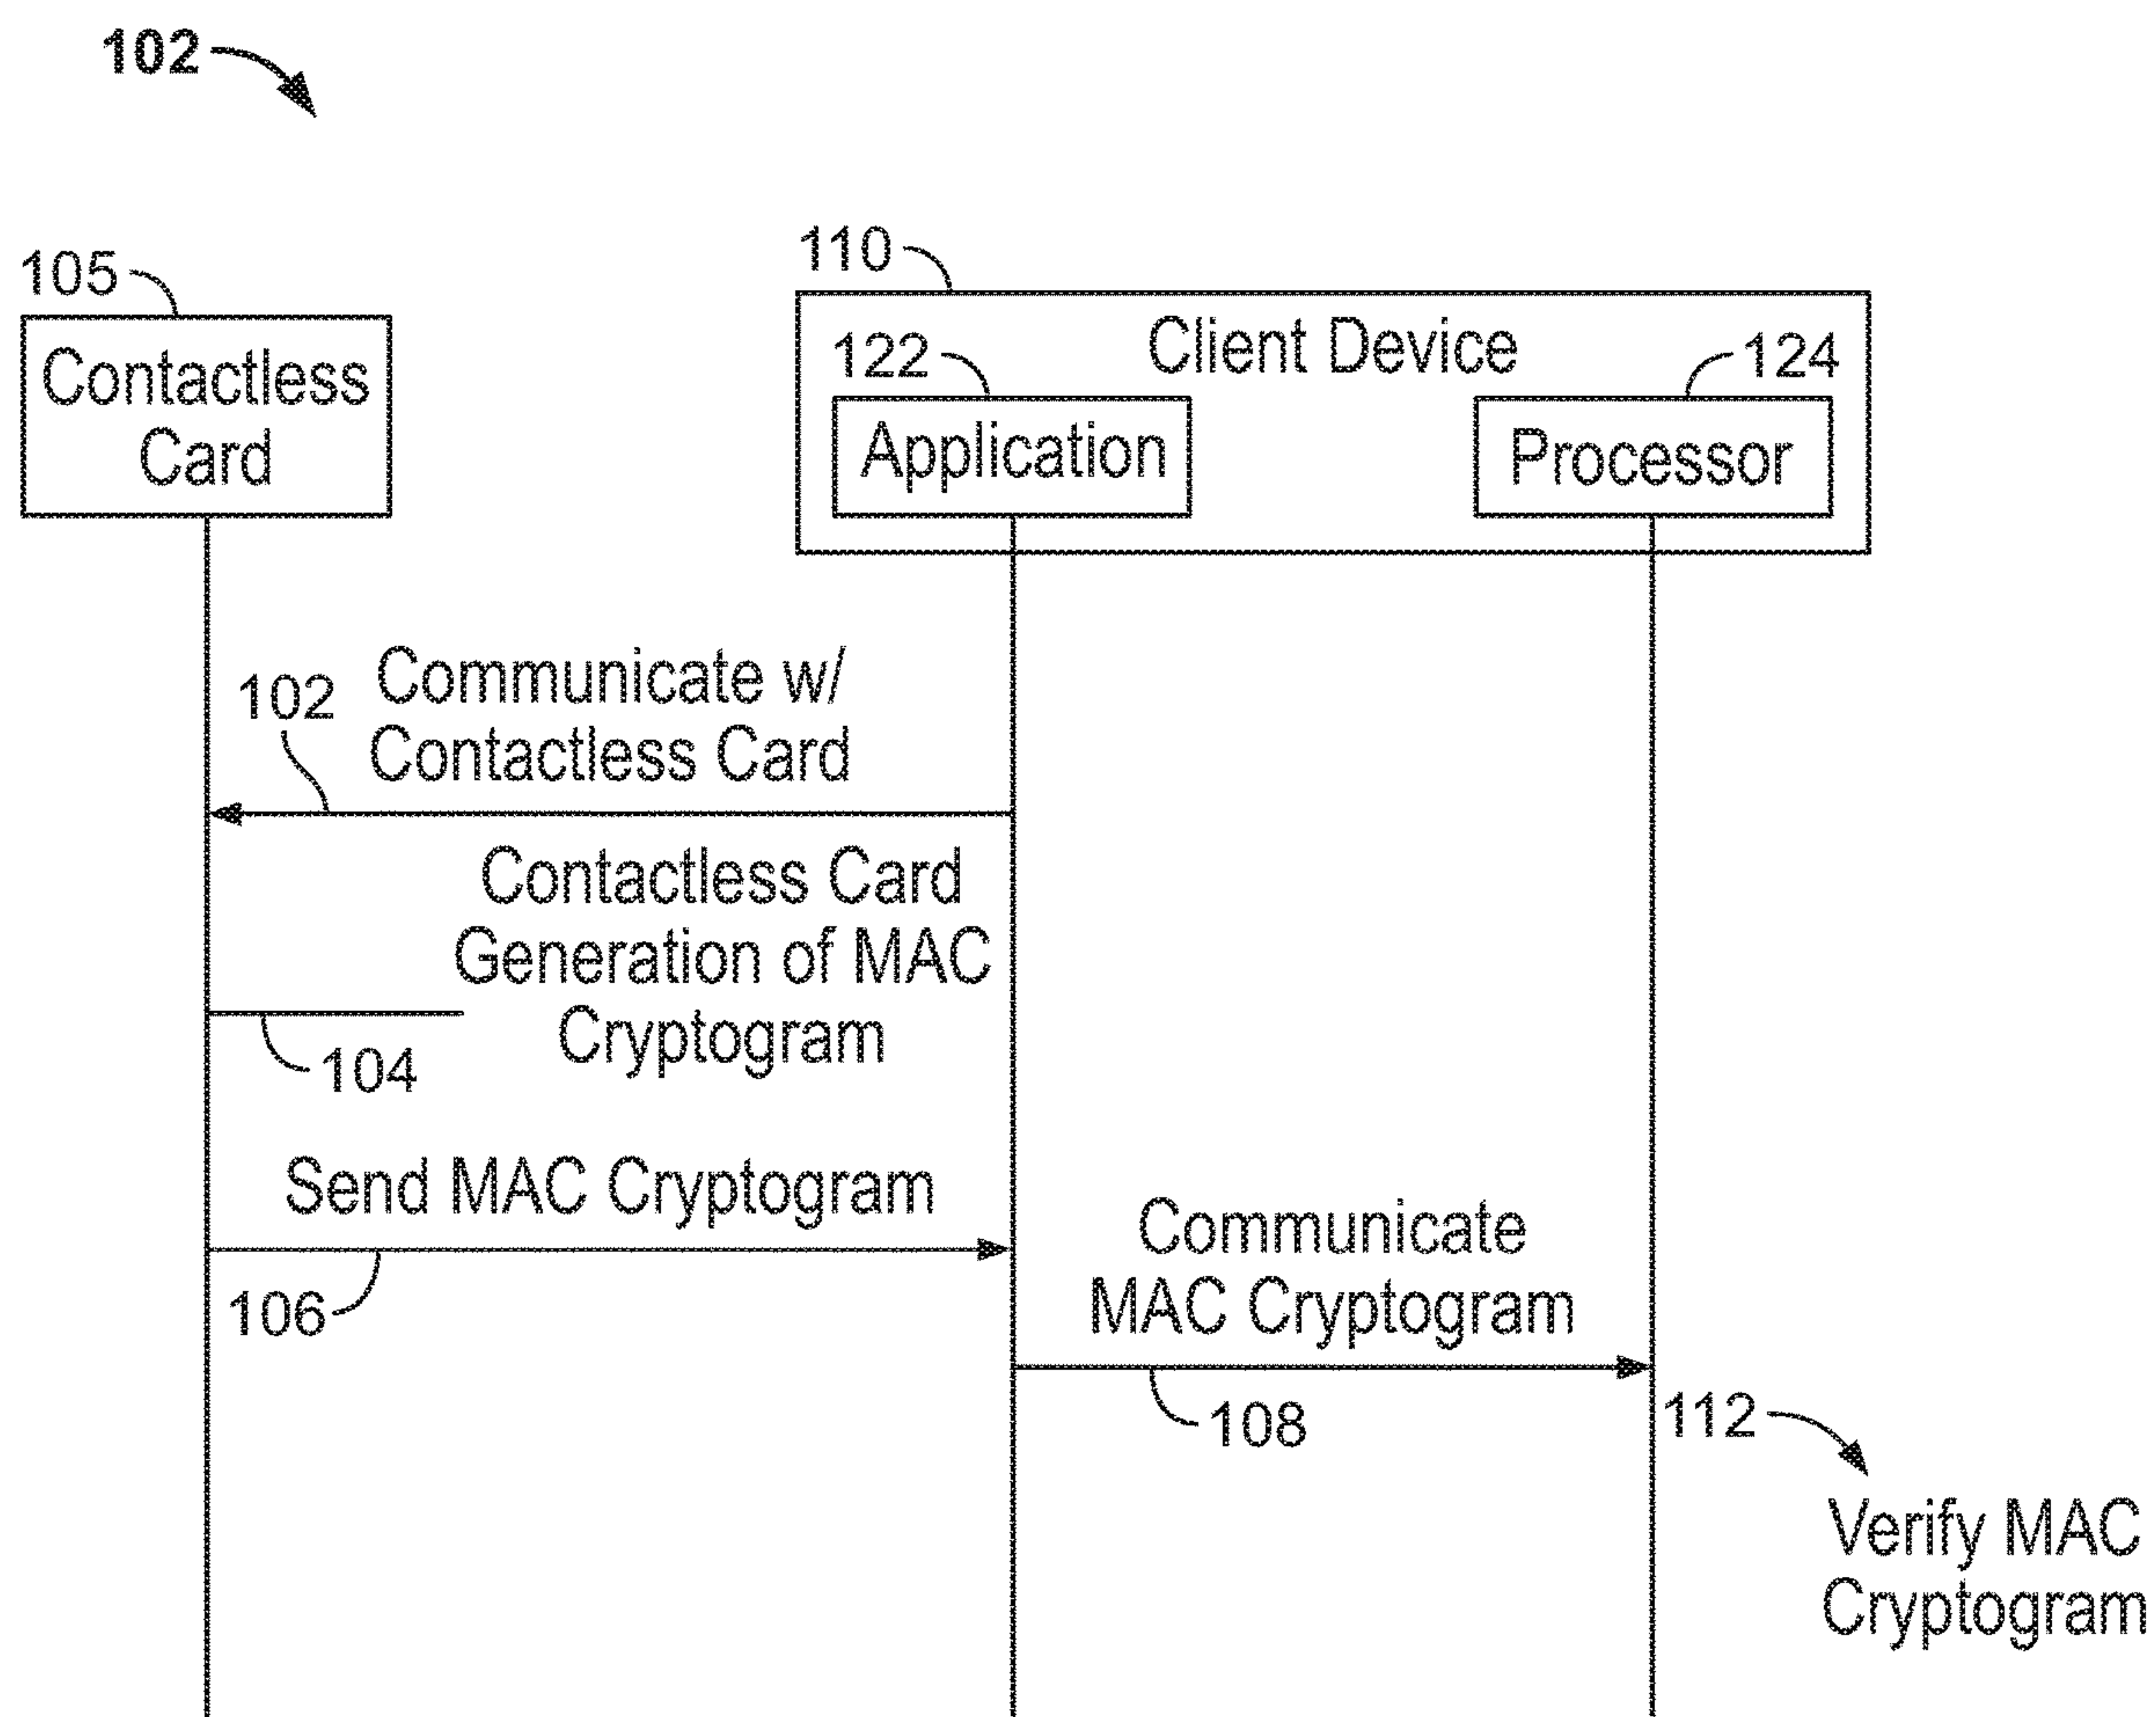 102
105
Contactless
Card
110
Client Device
122
Application
124
Processor
102
Communicate w/
Contactless Card
Contactless Card
Generation of MAC
Cryptogram
104
Send MAC Cryptogram
106
Communicate
MAC Cryptogram
108
112
Verify MAC
Cryptogram